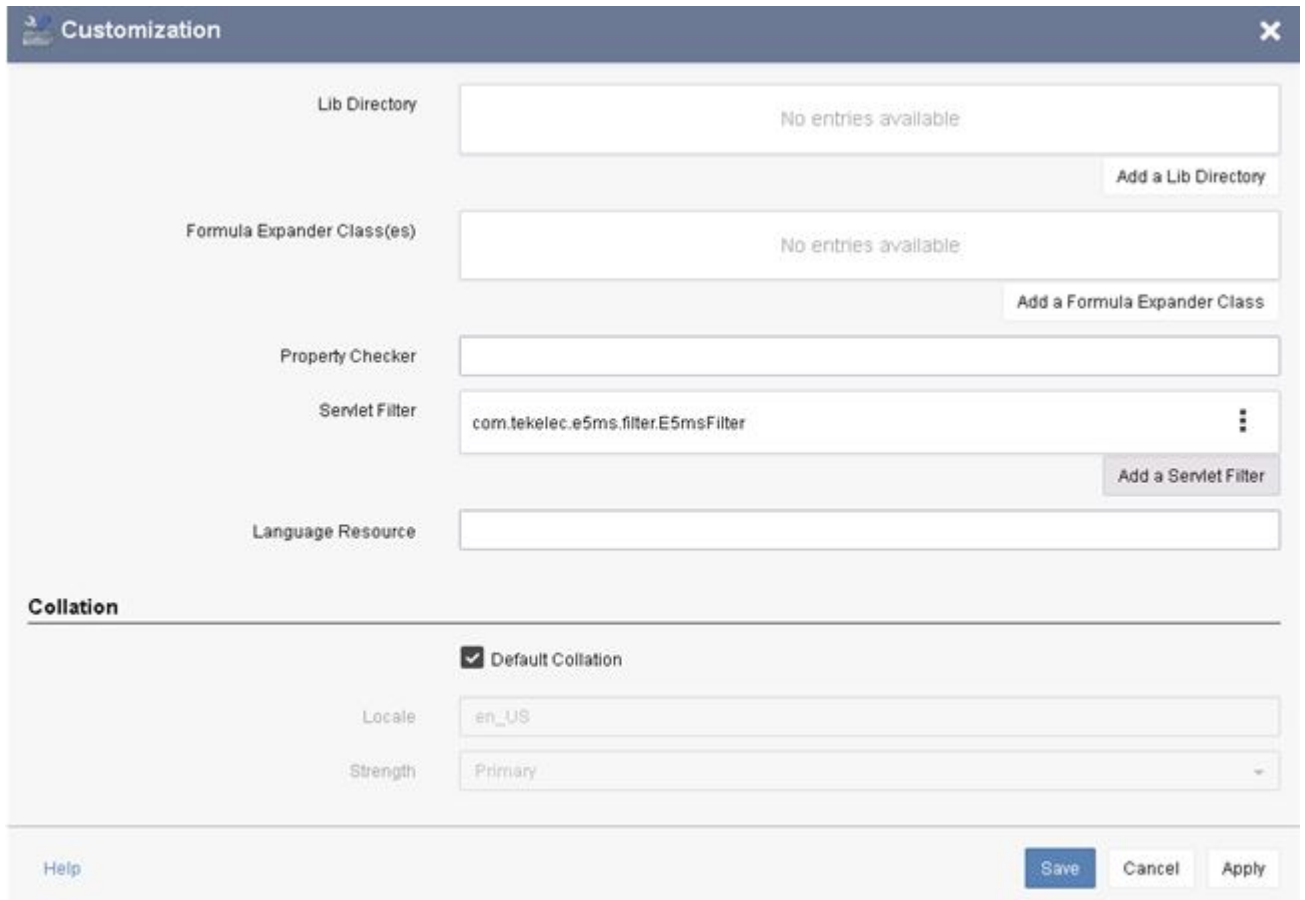 Customization
Lib Directory
No entries available
Add a Lib Directory
Formula Expander Class(es)
No entries available
Add a Formula Expander Class
Property Checker
Servlet Filter
com.tekelec.e5ms.filter.E5msFilter
Add a Servlet Filter
Language Resource
Collation
Default Collation
Locale
en_US
Strength
Primary
Help
Save
Cancel
Apply